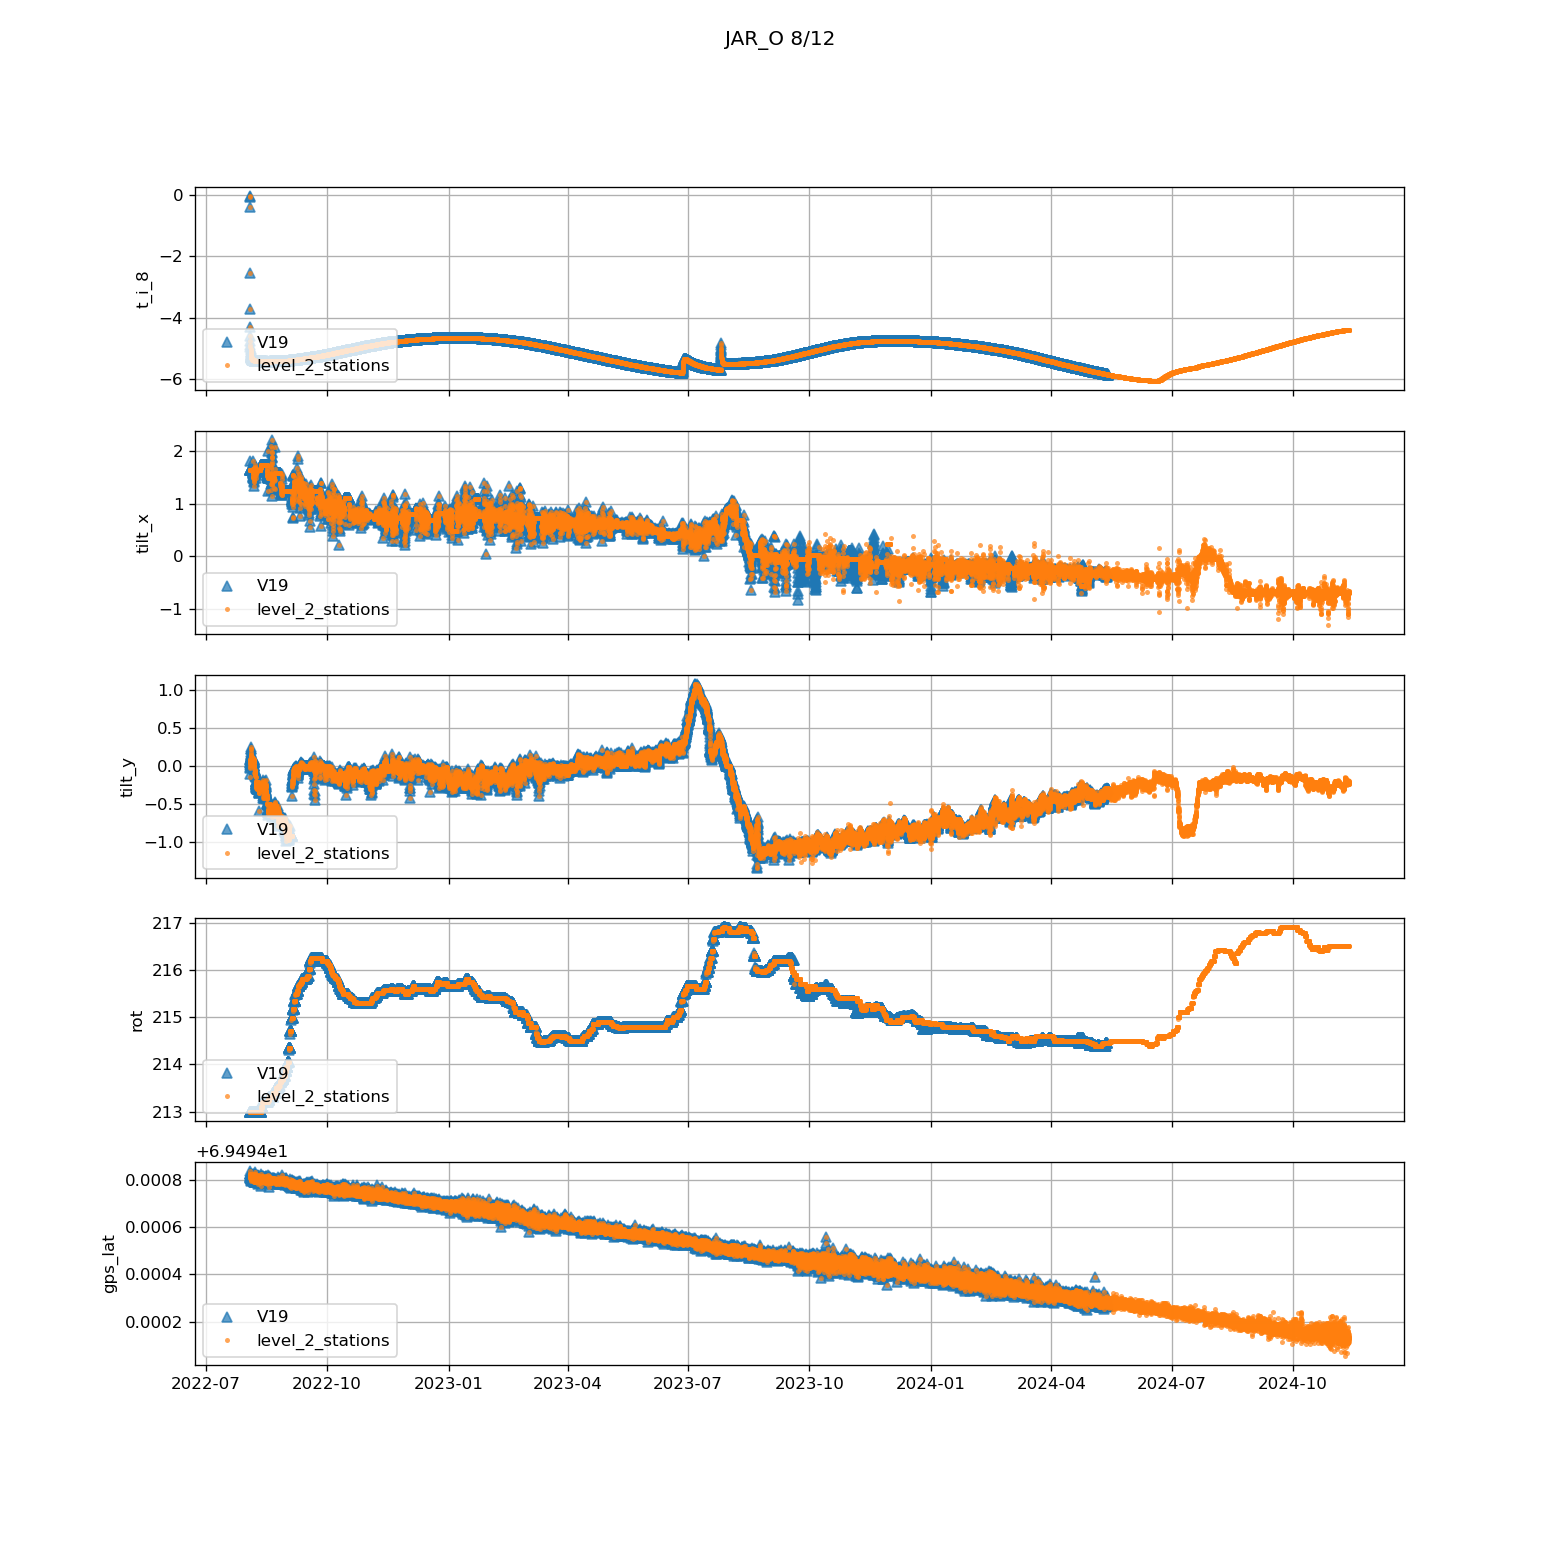 JAR_O 8/12
t_i_8
0
−2
−4
−6
V19
level_2_stations
tilt_x
2
1
0
−1
V19
level_2_stations
tilt_y
1.0
0.5
0.0
−0.5
−1.0
V19
level_2_stations
rot
217
216
215
214
213
V19
level_2_stations
+6.9494e1
gps_lat
0.0008
0.0006
0.0004
0.0002
V19
level_2_stations
2022-07 2022-10 2023-01 2023-04 2023-07 2023-10 2024-01 2024-04 2024-07 2024-10